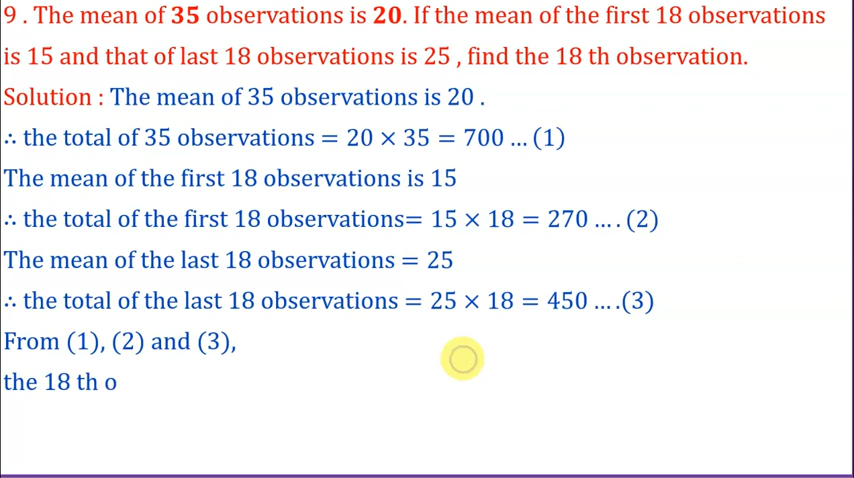 9 . The mean of 35 observations is 20. If the mean of the first 18 observations
is 15 and that of last 18 observations is 25 , find the 18 th observation.
Solution : The mean of 35 observations is 20 .
∴ the total of 35 observations = 20 × 35 = 700 ... (1)
The mean of the first 18 observations is 15
∴ the total of the first 18 observations= 15 × 18 = 270 .... (2)
The mean of the last 18 observations = 25
∴ the total of the last 18 observations = 25 × 18 = 450 ....(3)
From (1), (2) and (3),
the 18 th o